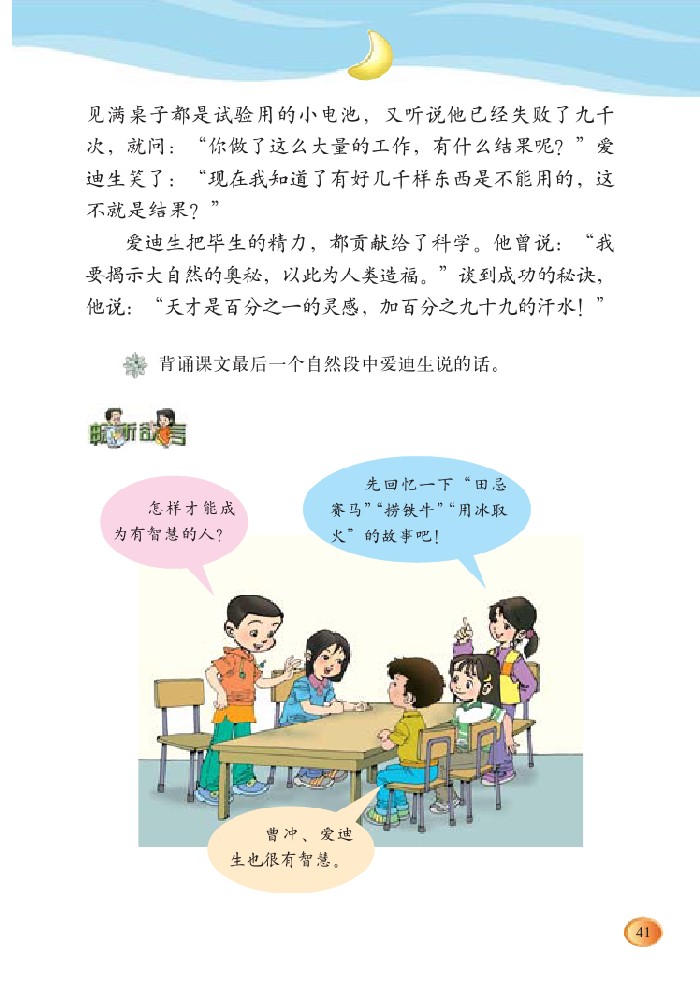 见满桌子都是试验用的小电池，又听说他已经失败了九千
次，就问：“你做了这么大量的工作，有什么结果呢？”爱
迪生笑了：“现在我知道了有好几千样东西是不能用的，这
不就是结果？”
爱迪生把毕生的精力，都贡献给了科学。他曾说：“我
要揭示大自然的奥秘，以此为人类造福。”谈到成功的秘诀，
他说：“天才是百分之一的灵感，加百分之九十九的汗水！”
背诵课文最后一个自然段中爱迪生说的话。
畅所欲言
怎样才能成
为有智慧的人？
先回忆一下“田忌
赛马”“捞铁牛”“用冰取
火”的故事吧！
曹冲、爱迪
生也很有智慧。
41